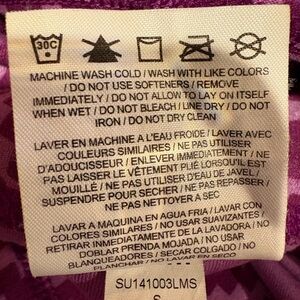 30C
MACHINE WASH COLD / WASH WITH LIKE COLORS
/ DO NOT USE SOFTENERS / REMOVE
IMMEDIATELY / DO NOT ALLOW TO LAY ON ITSELF
WHEN WET / DO NOT BLEACH / LINE DRY / DO NOT
IRON / DO NOT DRY CLEAN
LAVER EN MACHINE A L'EAU FROIDE / LAVER AVEC
COULEURS SIMILAIRES / NE PAS UTILISER
D'ADOUCISSEUR / ENLEVER IMMÉDIATEMENT / NE
PAS LAISSER LE VÊTEMENT PLIÉ LORSQU'IL EST
MOUILLÉ / NE PAS UTILISER D'EAU DE JAVEL /
SUSPENDRE POUR SECHER / NE PAS REPASSER /
NE PAS NETTOYER A SEC
LAVAR A MAQUINA EN AGUA FRIA / LAVAR CON
COLORES SIMILARES / NO USAR SUAVIZANTES /
RETIRAR INMEDIATAMENTE DE LA LAVADORA / NO
DOBLAR PRENDA MOJADA / NO USAR
BLANQUEADORES / SECAR COLGADO / NO
PLANCHAR / NO LAVAR EN SECO
SU141003LMS
S